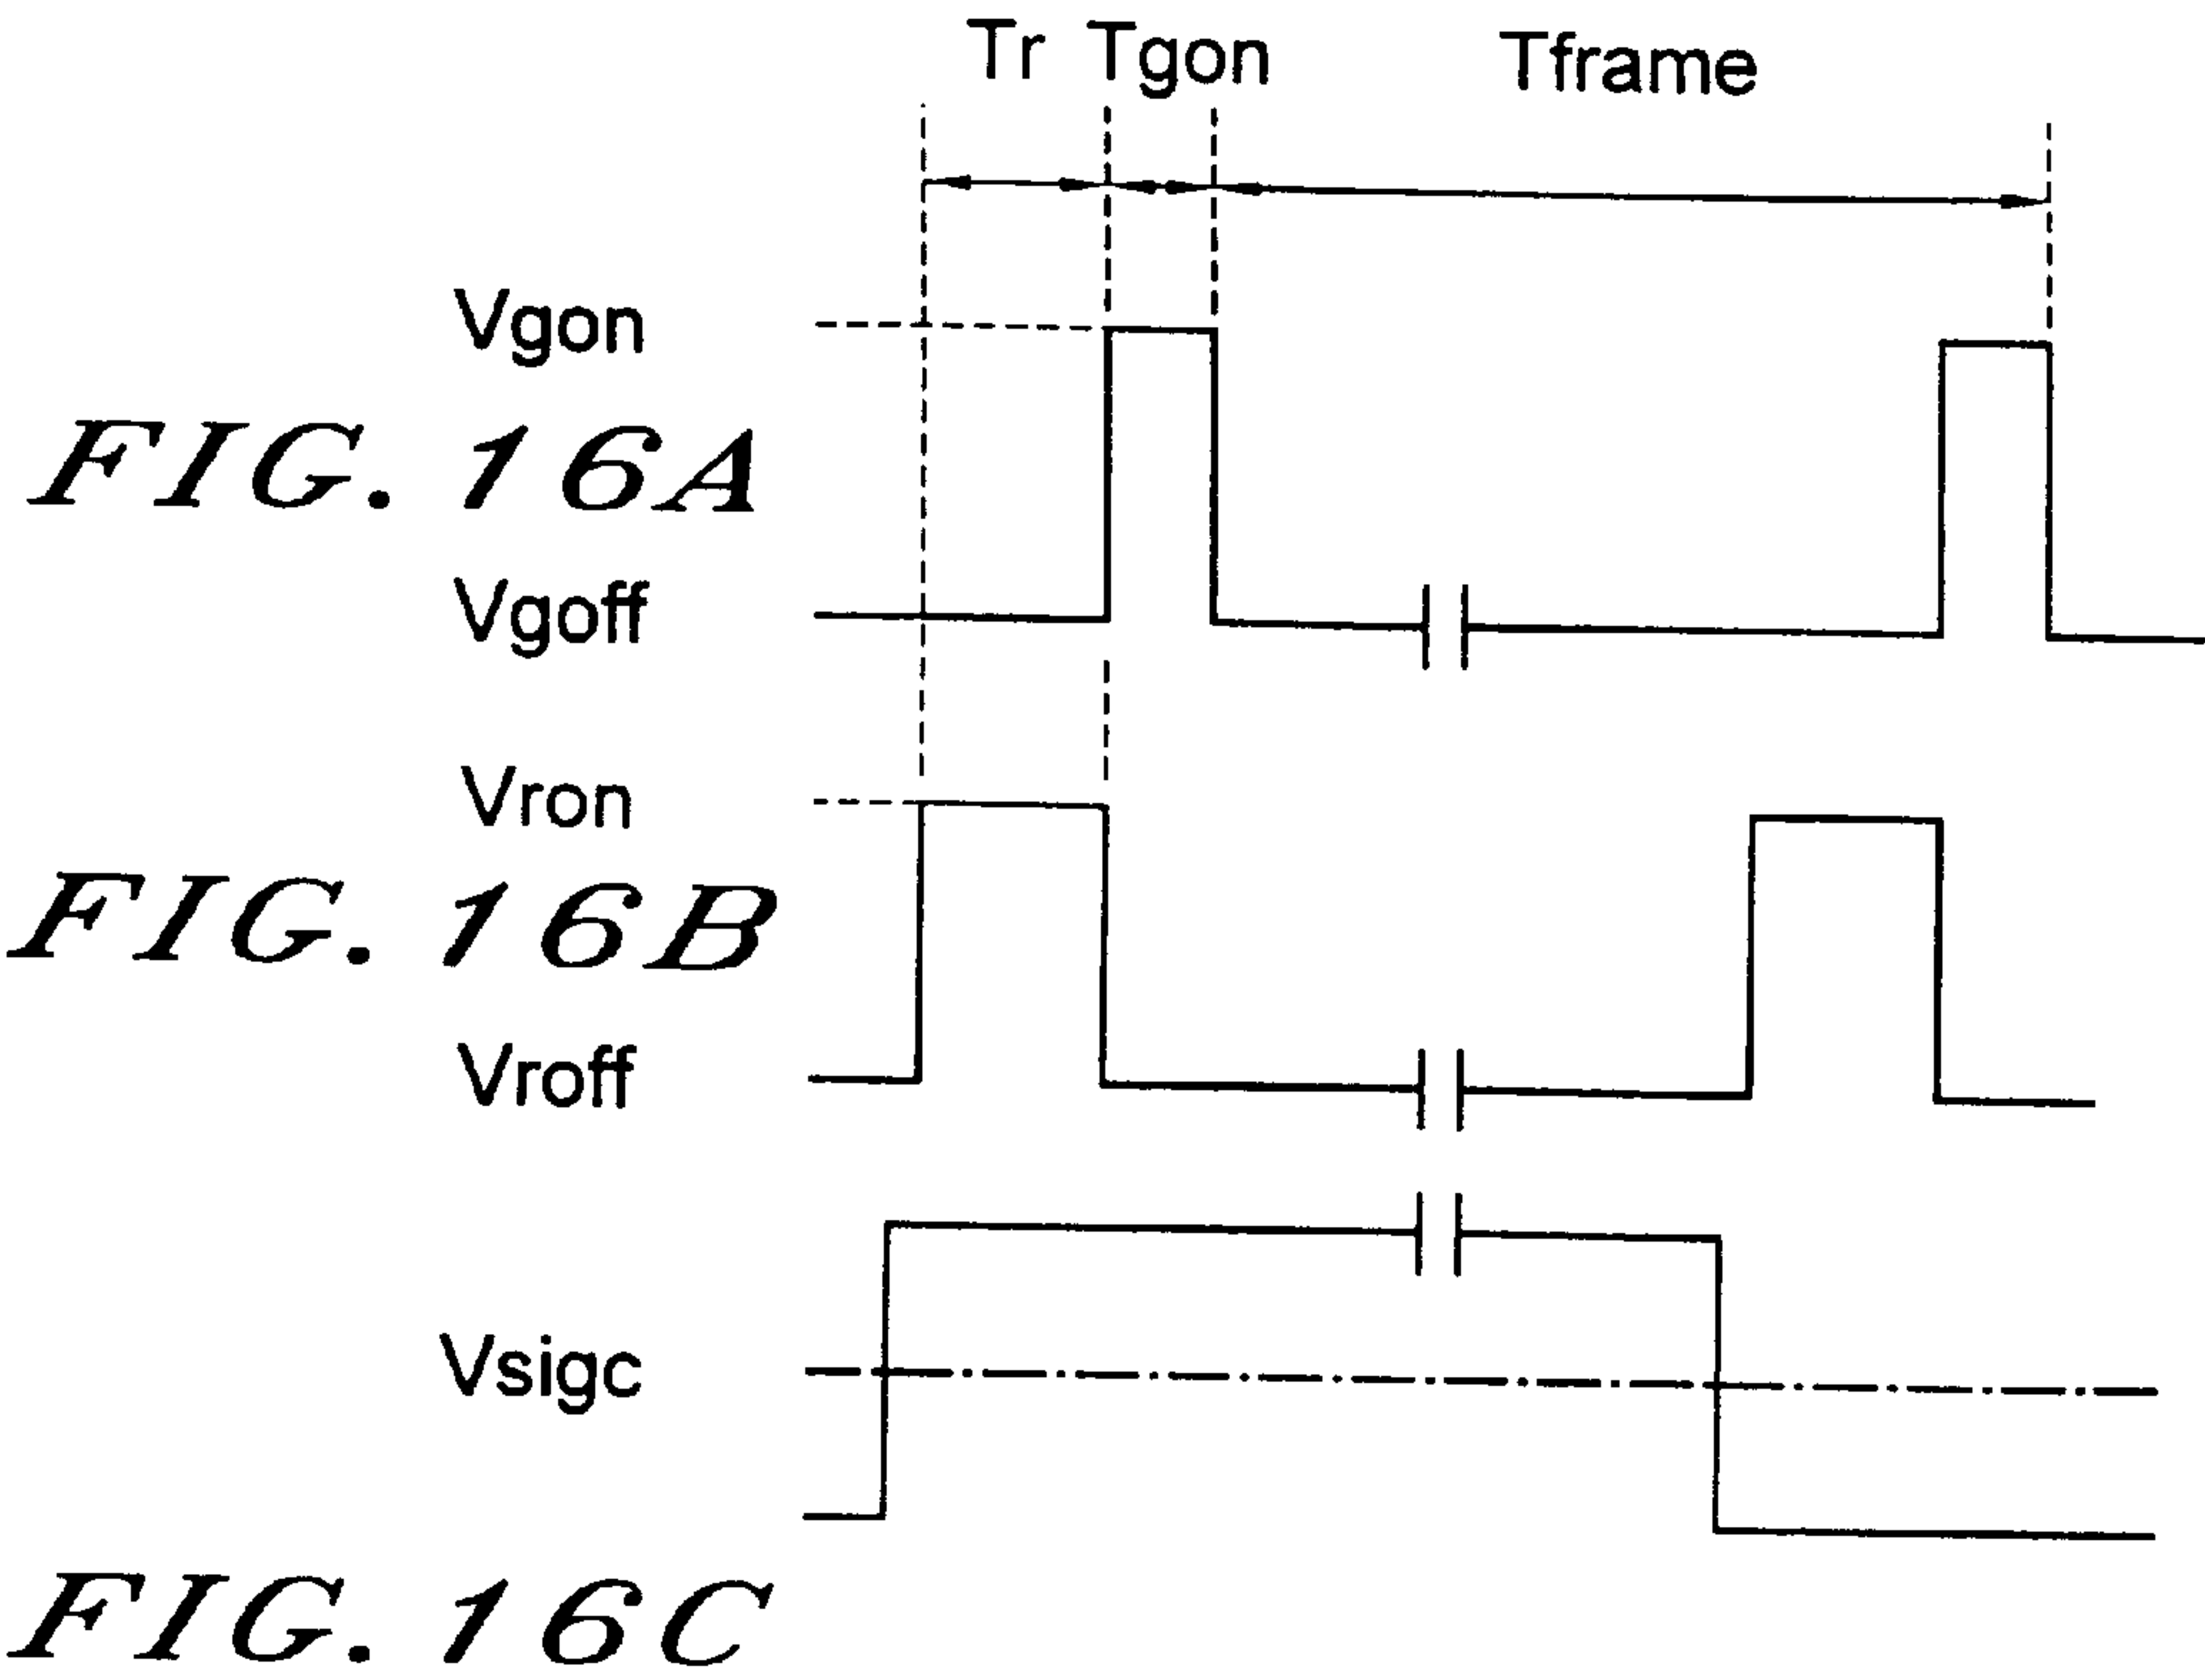 Tr Tgon Tframe
Vgon
FIG. 16A
Vgoff
Vron
FIG. 16B
Vroff
Vsigc
FIG. 16C